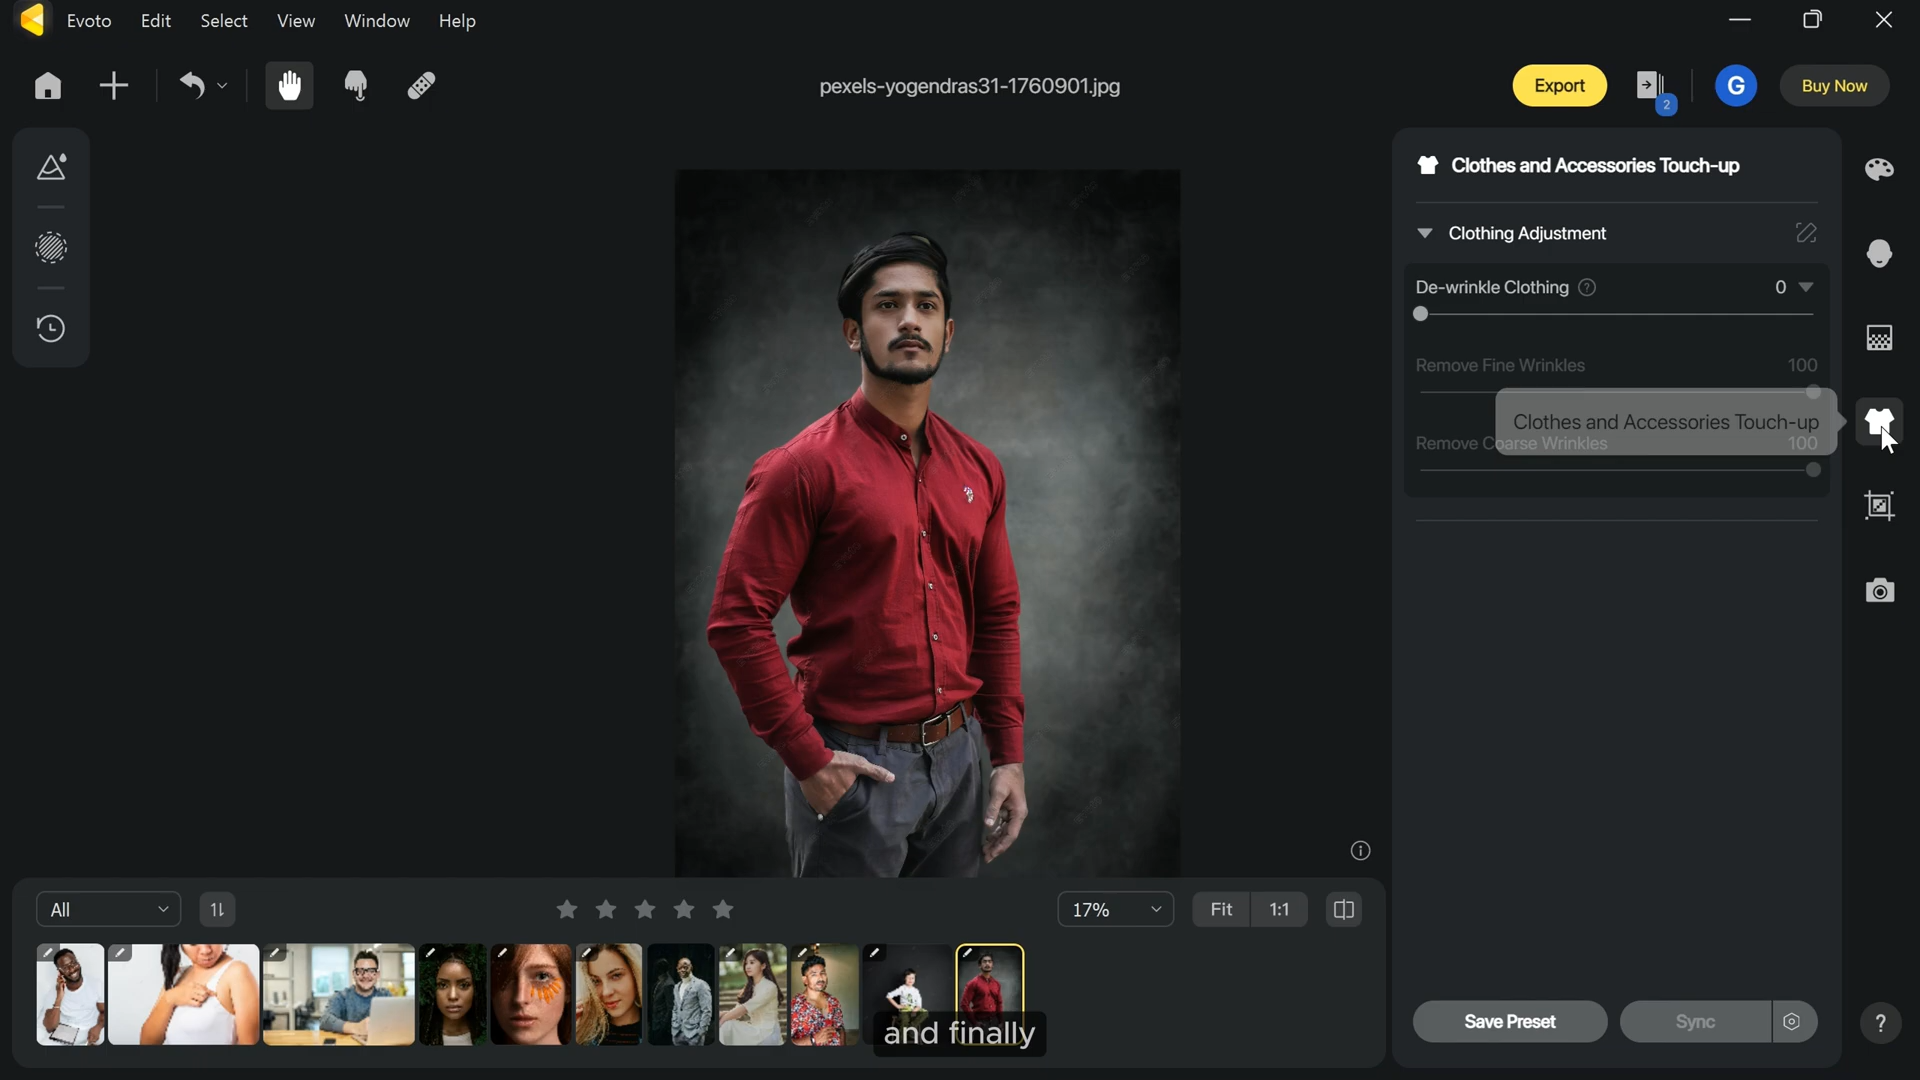 Evoto Edit Select View Window Help
pexels-yogendras31-1760901.jpg
Export
2
G
Buy Now
Clothes and Accessories Touch-up
Clothing Adjustment
De-wrinkle Clothing ? 0
Remove Fine Wrinkles 100
Clothes and Accessories Touch-up
Remove Coarse Wrinkles 100
All
17%
Fit
1:1
and finally
Save Preset
Sync
?